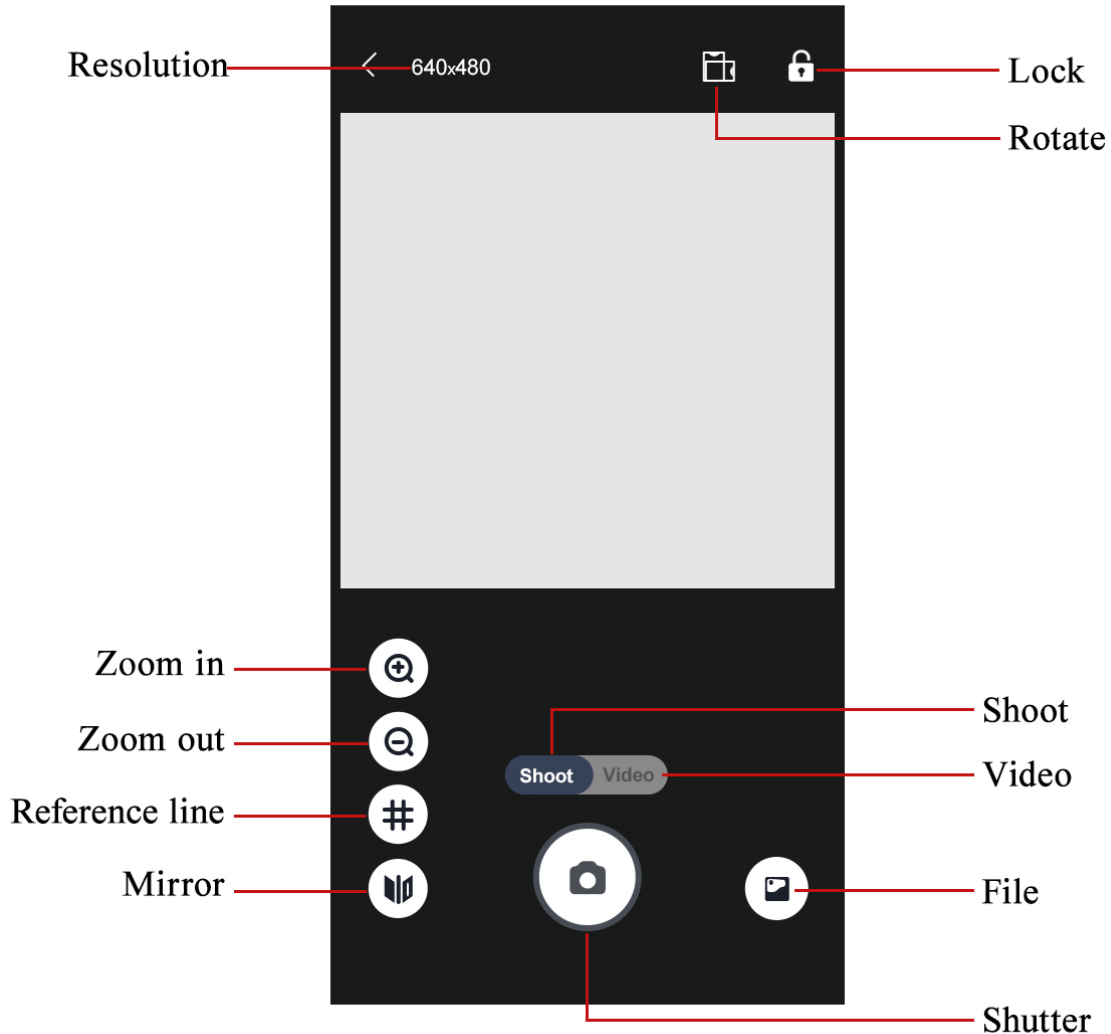 Resolution
640x480
Lock
Rotate
Zoom in
Zoom out
Reference line
Mirror
Shoot
Shoot Video
Video
File
Shutter